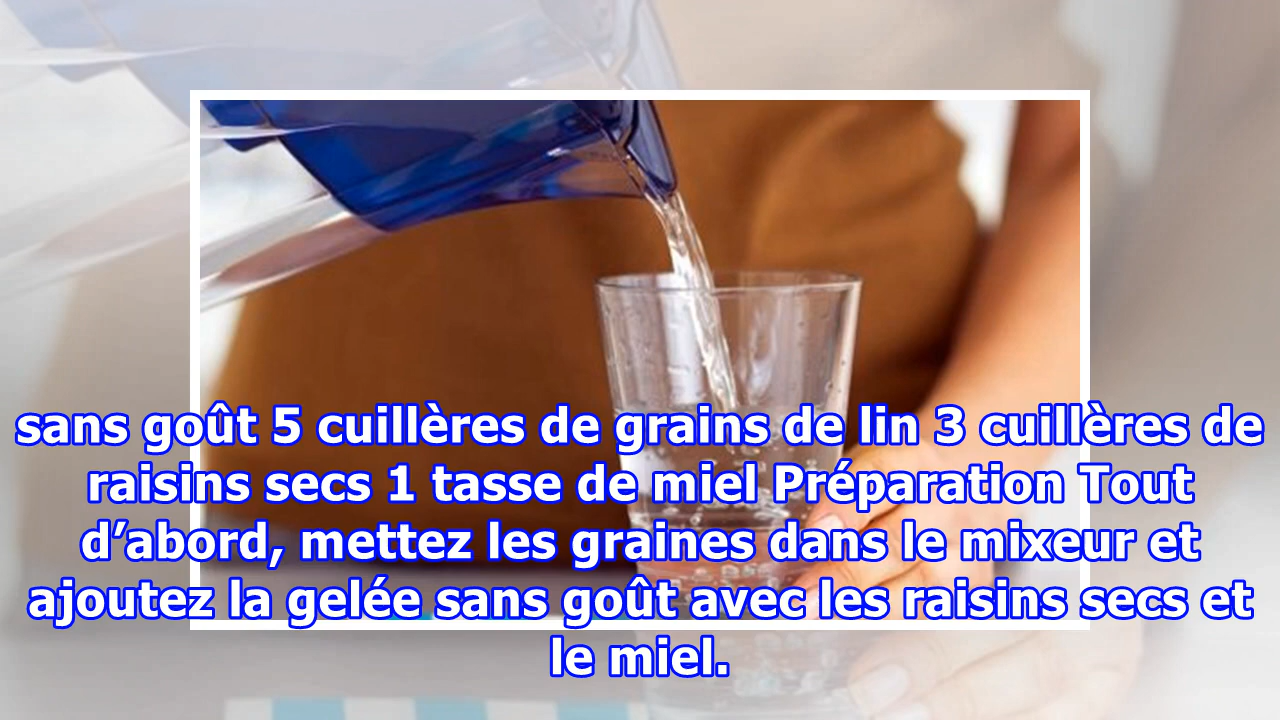 sans goût 5 cuillères de grains de lin 3 cuillères de
raisins secs 1 tasse de miel Préparation Tout
d’abord, mettez les graines dans le mixeur et
ajoutez la gelée sans goût avec les raisins secs et
le miel.